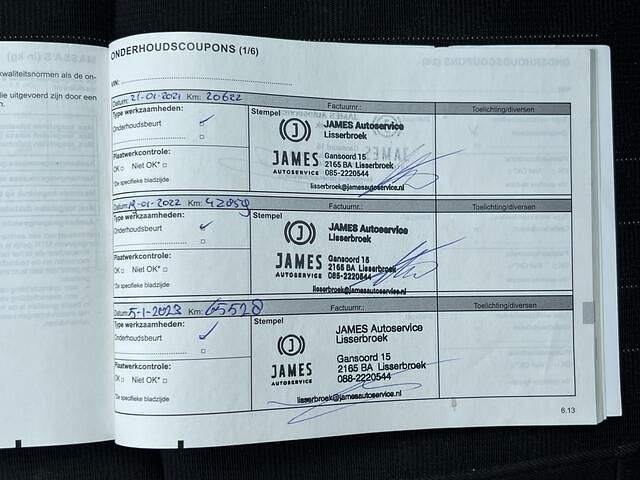 kwaliteitsnormen als de on-
lie uitgevoerd zijn door een
n.
ONDERHOUDSCOUPONS (1/6)
VIN:
Datum: 21-01-2021 Km: 20622 Factuurnr.: Toelichting/diversen
Type werkzaamheden: Stempel
Onderhoudsbeurt ✓
JAMES Autoservice
Lisserbroek
Plaatwerkcontrole:
OK □ Niet OK* □
*Zie specifieke bladzijde
J
JAMES
AUTOSERVICE
Gansoord 15
2165 BA Lisserbroek
085-2220544
lisserbroek@jamesautoservice.nl
Datum: 19-01-2022 Km: 42859 Factuurnr.: Toelichting/diversen
Type werkzaamheden: Stempel
Onderhoudsbeurt ✓
JAMES Autoservice
Lisserbroek
Plaatwerkcontrole:
OK □ Niet OK* □
*Zie specifieke bladzijde
J
JAMES
AUTOSERVICE
Gansoord 15
2165 BA Lisserbroek
085-2220544
lisserbroek@jamesautoservice.nl
Datum: 5-1-2023 Km: 65528 Factuurnr.: Toelichting/diversen
Type werkzaamheden: Stempel
Onderhoudsbeurt ✓
JAMES Autoservice
Lisserbroek
Plaatwerkcontrole:
OK □ Niet OK* □
*Zie specifieke bladzijde
J
JAMES
AUTOSERVICE
Gansoord 15
2165 BA Lisserbroek
088-2220544
lisserbroek@jamesautoservice.nl
6.13